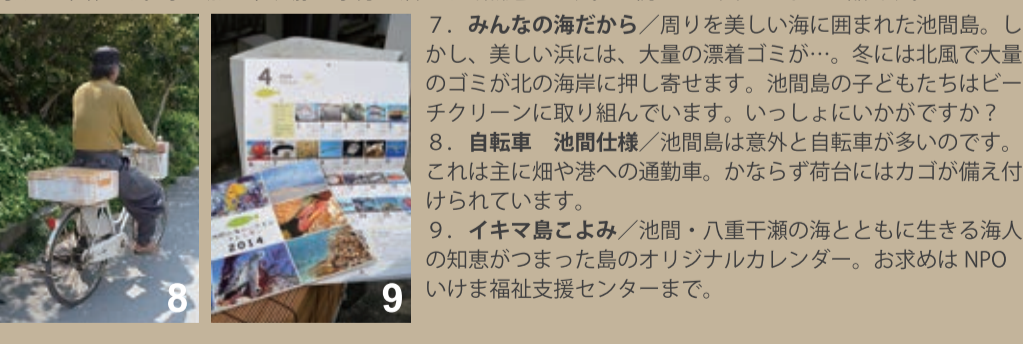 7．みんなの海だから／周りを美しい海に囲まれた池間島。し
かし、美しい浜には、大量の漂着ゴミが…。冬には北風で大量
のゴミが北の海岸に押し寄せます。池間島の子どもたちはビー
チクリーンに取り組んでいます。いっしょにいかがですか？
8．自転車　池間仕様／池間島は意外と自転車が多いのです。
これは主に畑や港への通勤車。かならず荷台にはカゴが備え付
けられています。
9．イキマ島こよみ／池間・八重干瀬の海とともに生きる海人
の知恵がつまった島のオリジナルカレンダー。お求めは NPO
いけま福祉支援センターまで。
8
4
2014
9